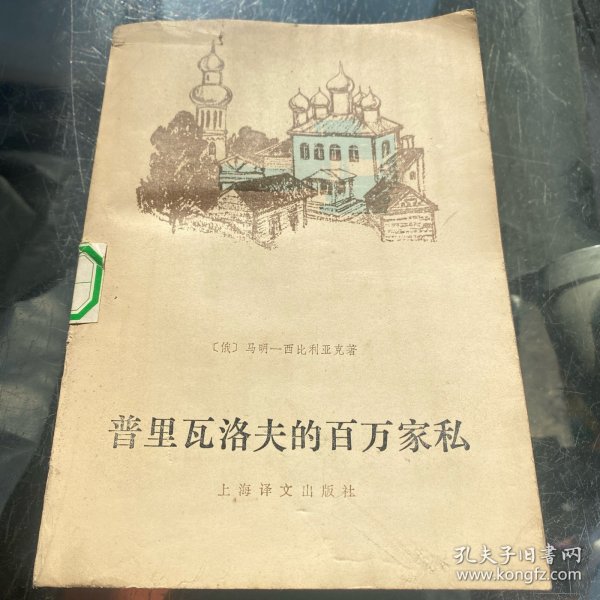 〔俄〕马明—西比利亚克著
普里瓦洛夫的百万家私
上海译文出版社
孔夫子旧书网
www.kongfz.com